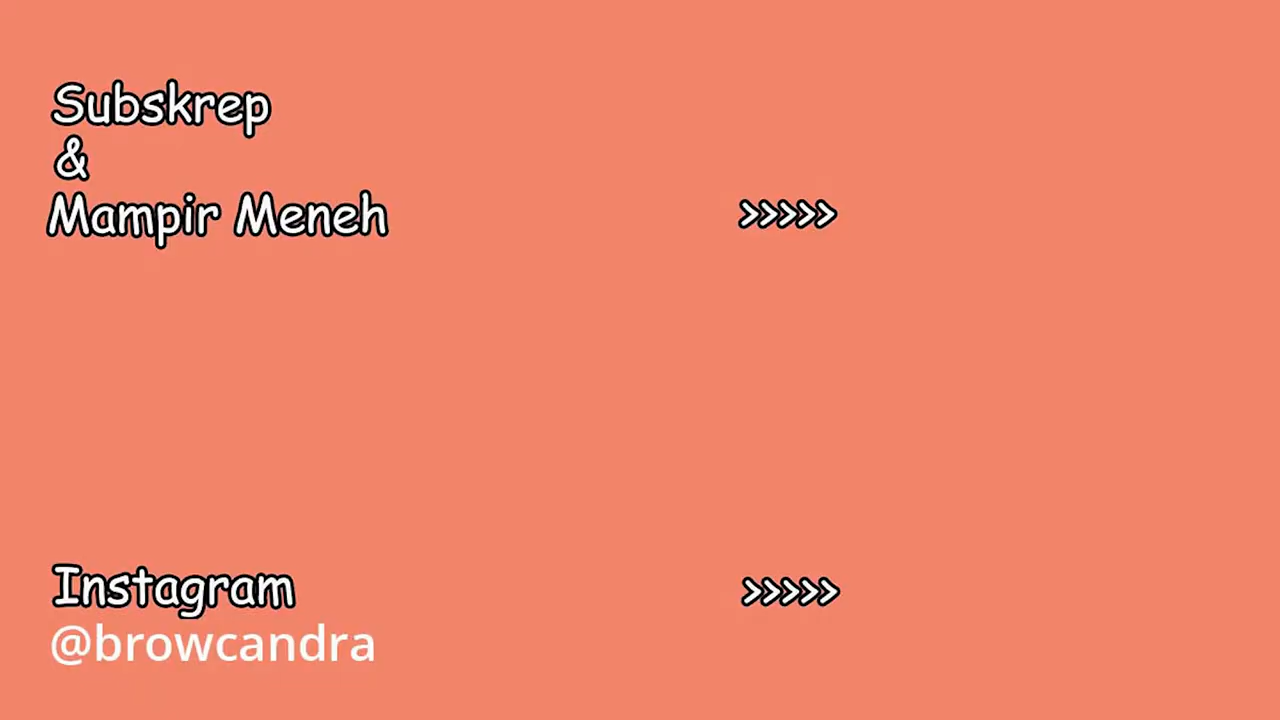 Subskrep
&
Mampir Meneh
>>>>>
Instagram
>>>>>
@browcandra